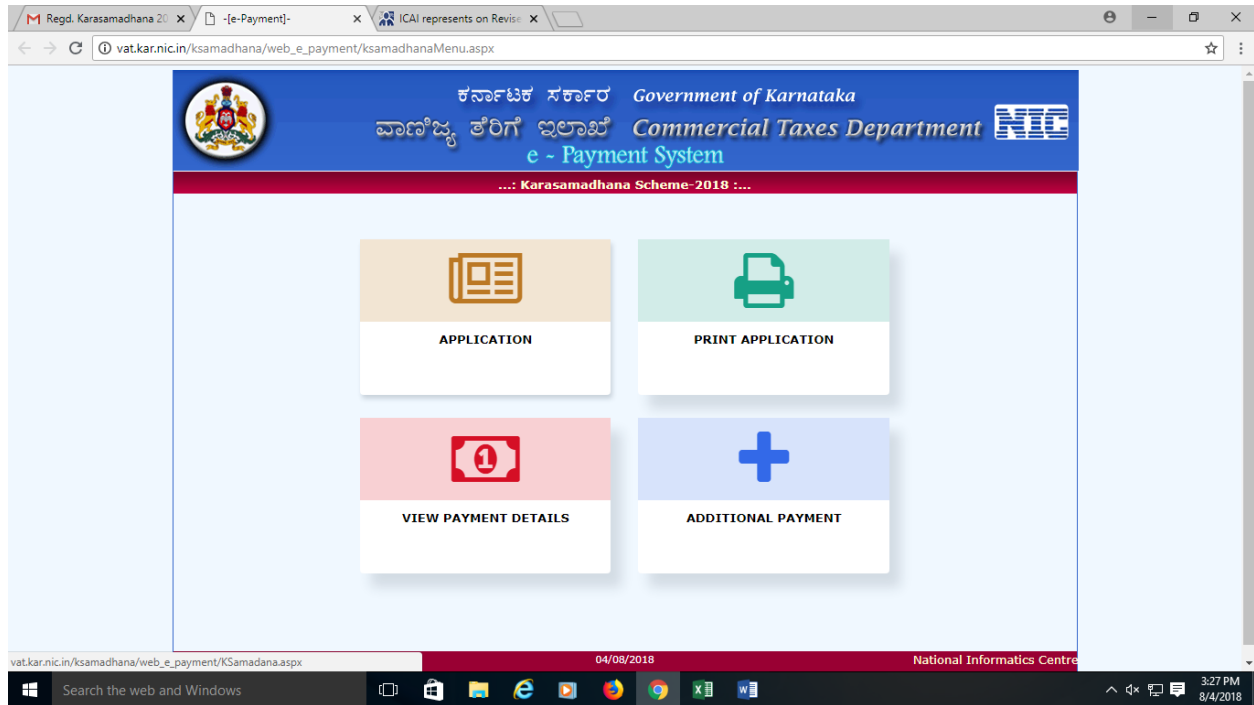 Regd. Karasamadhana 20
-[e-Payment]-
ICAI represents on Revise
vat.kar.nic.in/ksamadhana/web_e_payment/ksamadhanaMenu.aspx
ಕರ್ನಾಟಕ ಸರ್ಕಾರ Government of Karnataka
ವಾಣಿಜ್ಯ ತೆರಿಗೆ ಇಲಾಖೆ Commercial Taxes Department NIC
e - Payment System
...: Karasamadhana Scheme-2018 :...
APPLICATION PRINT APPLICATION
1
VIEW PAYMENT DETAILS ADDITIONAL PAYMENT
vat.kar.nic.in/ksamadhana/web_e_payment/KSamadana.aspx 04/08/2018 National Informatics Centre
Search the web and Windows 3:27 PM
8/4/2018